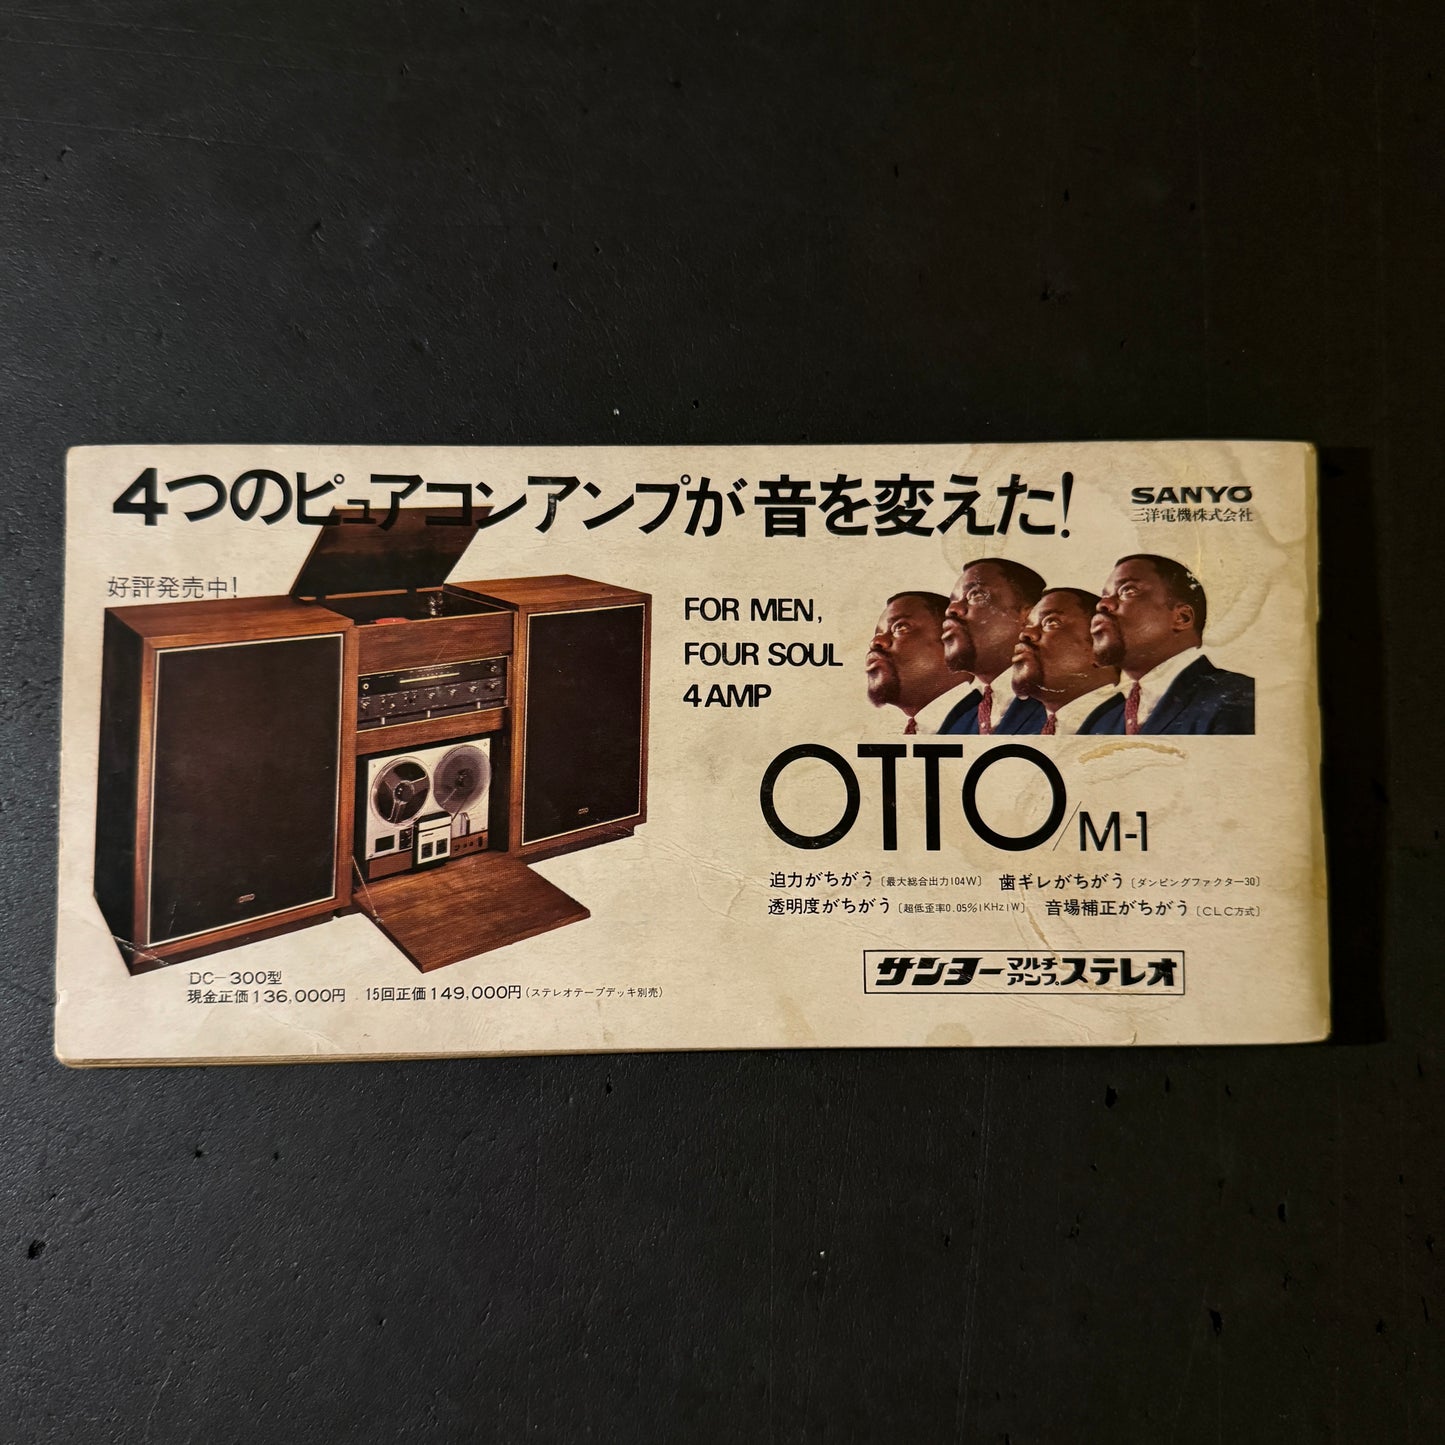 4つのピュアコンアンプが音を変えた!
SANYO
三洋電機株式会社
好評発売中!
FOR MEN,
FOUR SOUL
4 AMP
OTTO/M-1
迫力がちがう〔最大総合出力104W〕 歯ギレがちがう〔ダンピングファクター30〕
透明度がちがう〔超低歪率0.05%1KHz1W〕 音場補正がちがう〔CLC方式〕
サンヨーマルチアンプステレオ
DC-300型
現金正価136,000円 15回正価149,000円(ステレオテープデッキ別売)